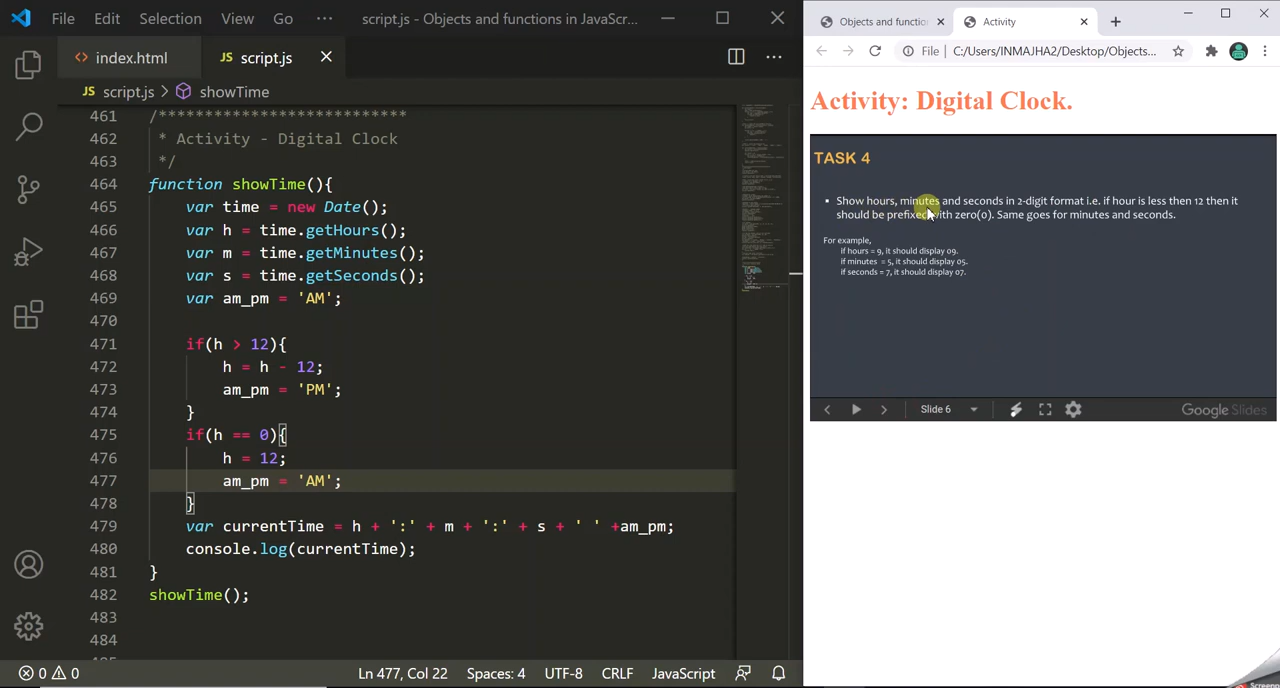 File Edit Selection View Go ··· script.js - Objects and functions in JavaScr...
index.html
JS script.js
JS script.js > showTime
461 /***************************
462 * Activity - Digital Clock
463 */
464 function showTime(){
465 var time = new Date();
466 var h = time.getHours();
467 var m = time.getMinutes();
468 var s = time.getSeconds();
469 var am_pm = 'AM';
470
471 if(h > 12){
472 h = h - 12;
473 am_pm = 'PM';
474 }
475 if(h == 0){
476 h = 12;
477 am_pm = 'AM';
478 }
479 var currentTime = h + ':' + m + ':' + s + ' ' +am_pm;
480 console.log(currentTime);
481 }
482 showTime();
483
484
0 0 Ln 477, Col 22 Spaces: 4 UTF-8 CRLF JavaScript
Objects and functio
Activity
File C:/Users/INMAJHA2/Desktop/Objects...
Activity: Digital Clock.
TASK 4
▪ Show hours, minutes and seconds in 2-digit format i.e. if hour is less then 12 then it
should be prefixed with zero(0). Same goes for minutes and seconds.
For example,
if hours = 9, it should display 09.
if minutes = 5, it should display 05.
if seconds = 7, it should display 07.
Slide 6
Google Slides